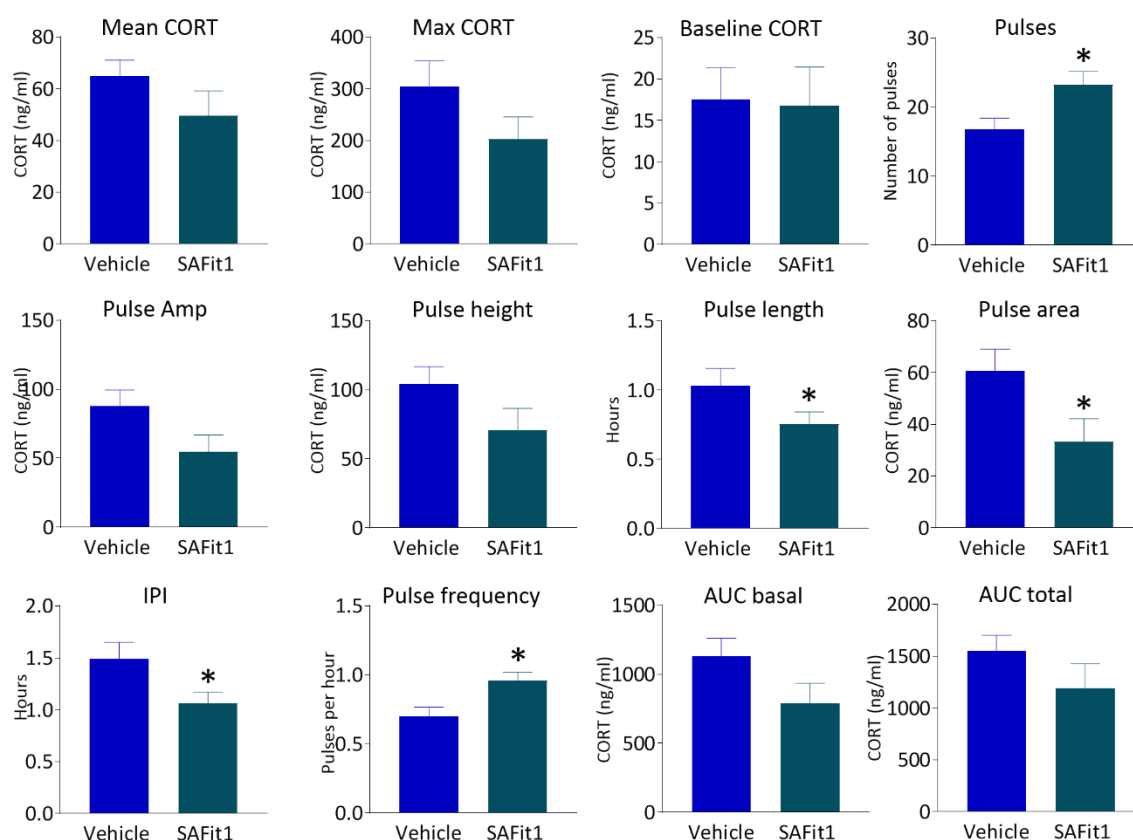 Mean CORT
CORT (ng/ml)
80
60
40
20
0
Vehicle SAFit1
Max CORT
CORT (ng/ml)
400
300
200
100
0
Vehicle SAFit1
Baseline CORT
CORT (ng/ml)
25
20
15
10
5
0
Vehicle SAFit1
Pulses
Number of pulses
30
20
10
0
*
Vehicle SAFit1
Pulse Amp
CORT (ng/ml)
150
100
50
0
Vehicle SAFit1
Pulse height
CORT (ng/ml)
150
100
50
0
Vehicle SAFit1
Pulse length
Hours
1.5
1.0
0.5
0.0
*
Vehicle SAFit1
Pulse area
CORT (ng/ml)
80
60
40
20
0
*
Vehicle SAFit1
IPI
Hours
2.0
1.5
1.0
0.5
0.0
*
Vehicle SAFit1
Pulse frequency
Pulses per hour
1.5
1.0
0.5
0.0
*
Vehicle SAFit1
AUC basal
CORT (ng/ml)
1500
1000
500
0
Vehicle SAFit1
AUC total
CORT (ng/ml)
2000
1500
1000
500
0
Vehicle SAFit1